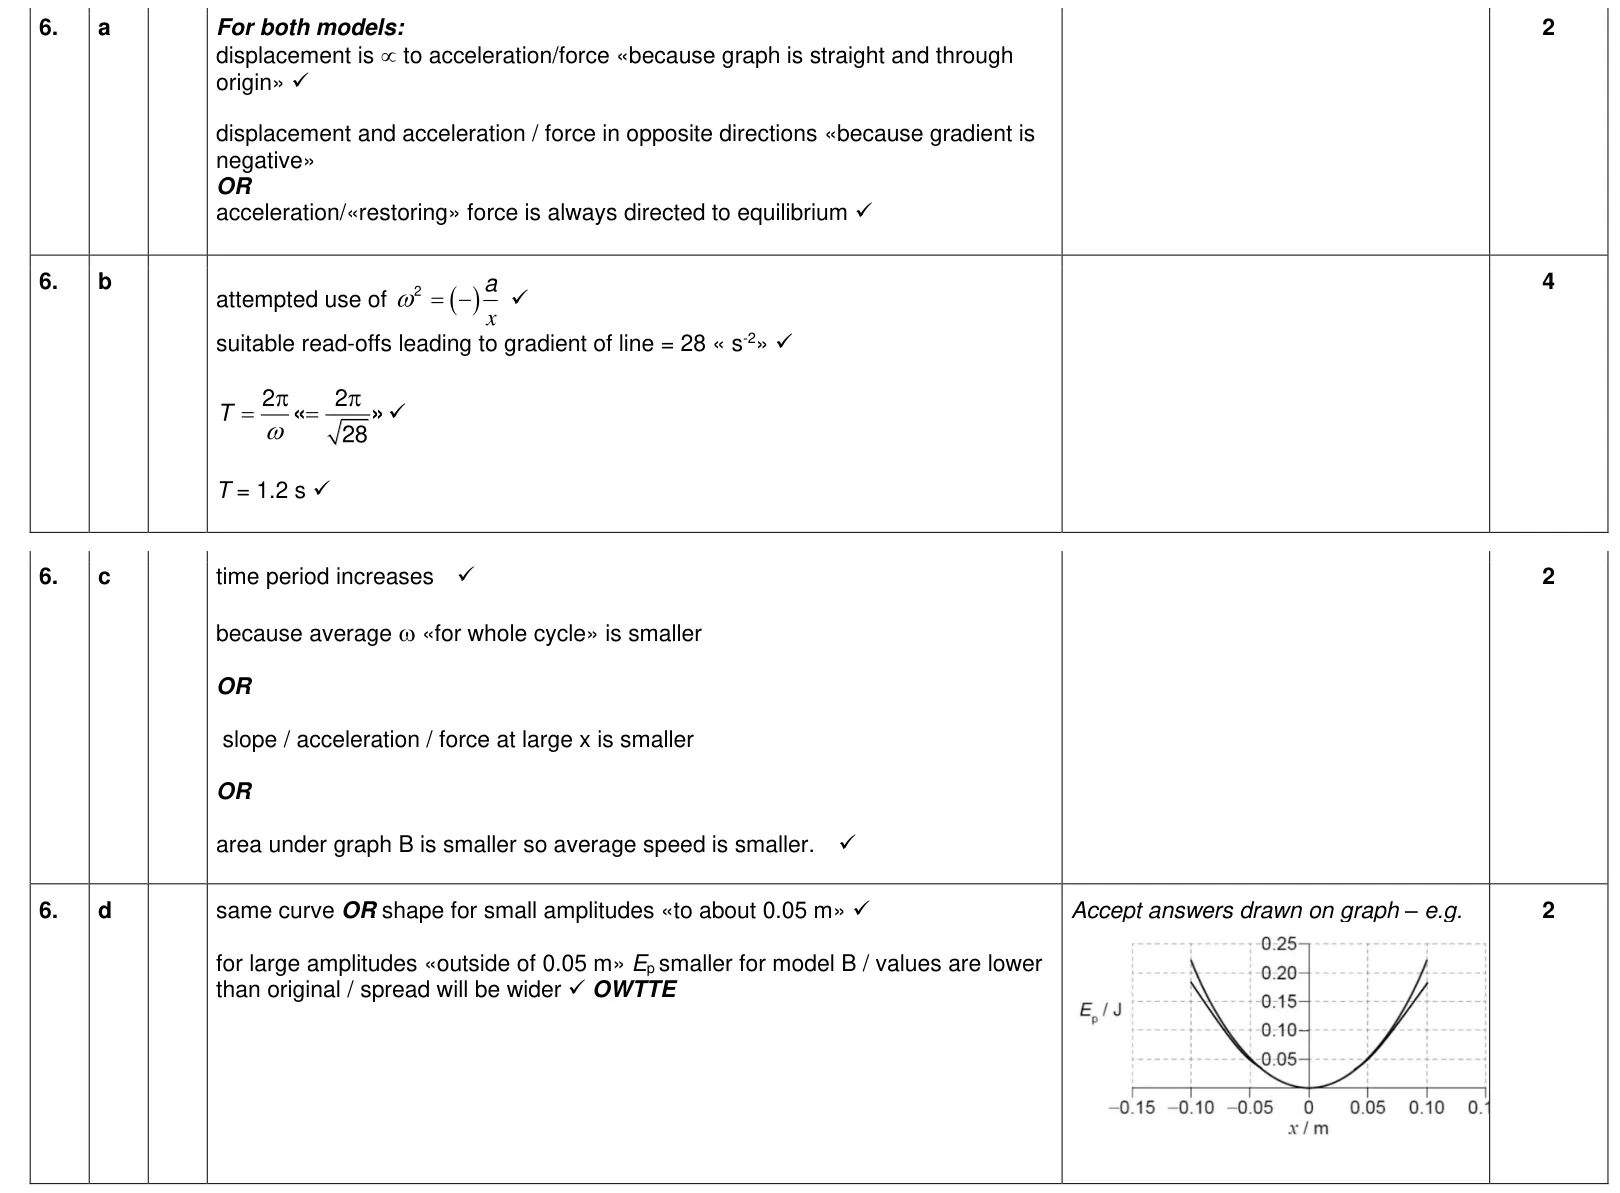 6. a For both models: 2
displacement is ∝ to acceleration/force «because graph is straight and through
origin» ✓
displacement and acceleration / force in opposite directions «because gradient is
negative»
OR
acceleration/«restoring» force is always directed to equilibrium ✓
6. b attempted use of ω² = (−) a/x ✓ 4
suitable read-offs leading to gradient of line = 28 « s⁻²» ✓
T = 2π/ω «= 2π/√28» ✓
T = 1.2 s ✓
6. c time period increases ✓ 2
because average ω «for whole cycle» is smaller
OR
slope / acceleration / force at large x is smaller
OR
area under graph B is smaller so average speed is smaller. ✓
6. d same curve OR shape for small amplitudes «to about 0.05 m» ✓ Accept answers drawn on graph – e.g. 2
for large amplitudes «outside of 0.05 m» Eₚ smaller for model B / values are lower
than original / spread will be wider ✓ OWTTE
0.25
0.20
0.15
Eₚ / J
0.10
0.05
−0.15 −0.10 −0.05 0 0.05 0.10 0.1
x / m